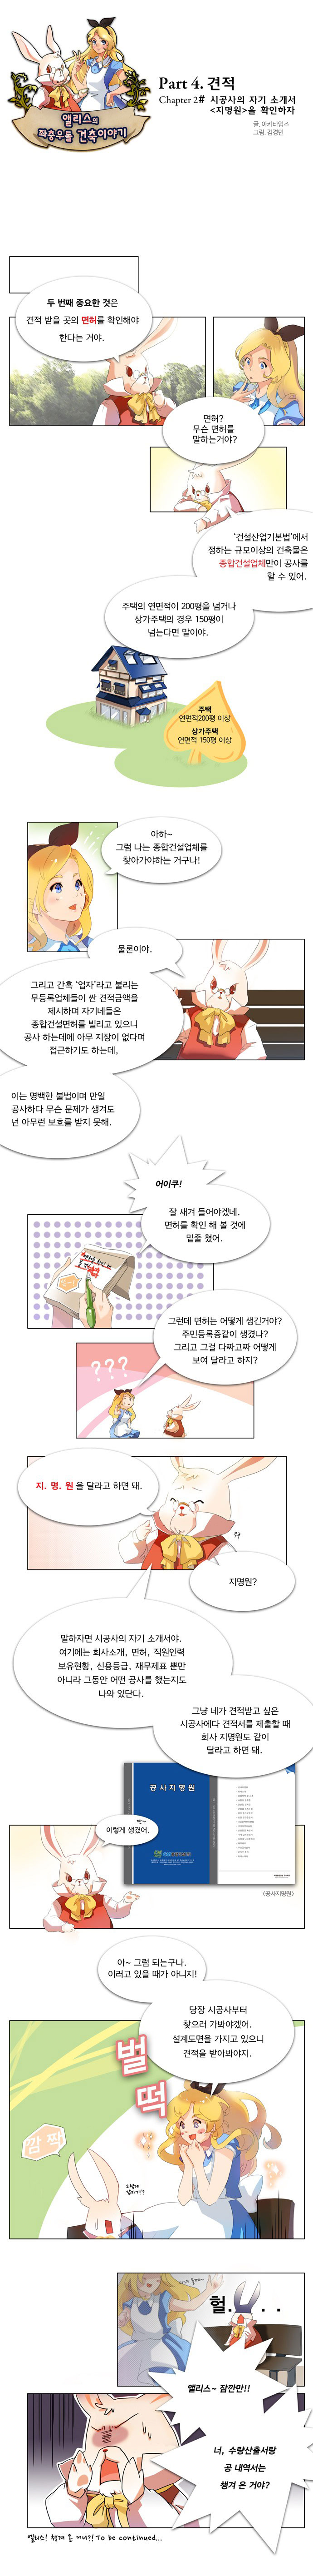 앨리스와
좌충우돌 건축이야기
Part 4. 견적
Chapter 2# 시공사의 자기 소개서
<지명원>을 확인하자
글. 아키타임즈
그림. 김경민
두 번째 중요한 것은
견적 받을 곳의 면허를 확인해야
한다는 거야.
면허?
무슨 면허를
말하는거야?
'건설산업기본법'에서
정하는 규모이상의 건축물은
종합건설업체만이 공사를
할 수 있어.
주택의 연면적이 200평을 넘거나
상가주택의 경우 150평이
넘는다면 말이야.
주택
연면적200평 이상
상가주택
연면적 150평 이상
아하~
그럼 나는 종합건설업체를
찾아가야하는 거구나!
물론이야.
그리고 간혹 '업자'라고 불리는
무등록업체들이 싼 견적금액을
제시하며 자기네들은
종합건설면허를 빌리고 있으니
공사 하는데에 아무 지장이 없다며
접근하기도 하는데,
이는 명백한 불법이며 만일
공사하다 무슨 문제가 생겨도
넌 아무런 보호를 받지 못해.
어이쿠!
잘 새겨 들어야겠네.
면허를 확인 해 볼 것에
밑줄 쳤어.
그런데 면허는 어떻게 생긴거야?
주민등록증같이 생겼나?
그리고 그걸 다짜고짜 어떻게
보여 달라고 하지?
???
지. 명. 원 을 달라고 하면 돼.
지명원?
말하자면 시공사의 자기 소개서야.
여기에는 회사소개, 면허, 직원인력
보유현황, 신용등급, 재무제표 뿐만
아니라 그동안 어떤 공사를 했는지도
나와 있단다.
그냥 네가 견적받고 싶은
시공사에다 견적서를 제출할 때
회사 지명원도 같이
달라고 하면 돼.
공사지명원
짠~
이렇게 생겼어.
<공사지명원>
아~ 그럼 되는구나.
이러고 있을 때가 아니지!
당장 시공사부터
찾으러 가봐야겠어.
설계도면을 가지고 있으니
견적을 받아봐야지.
벌
떡
깜 짝
헐. . . .
앨리스~ 잠깐만!!
너, 수량산출서랑
공 내역서는
챙겨 온 거야?
앨리스! 챙겨 온 거니?! To be continued...